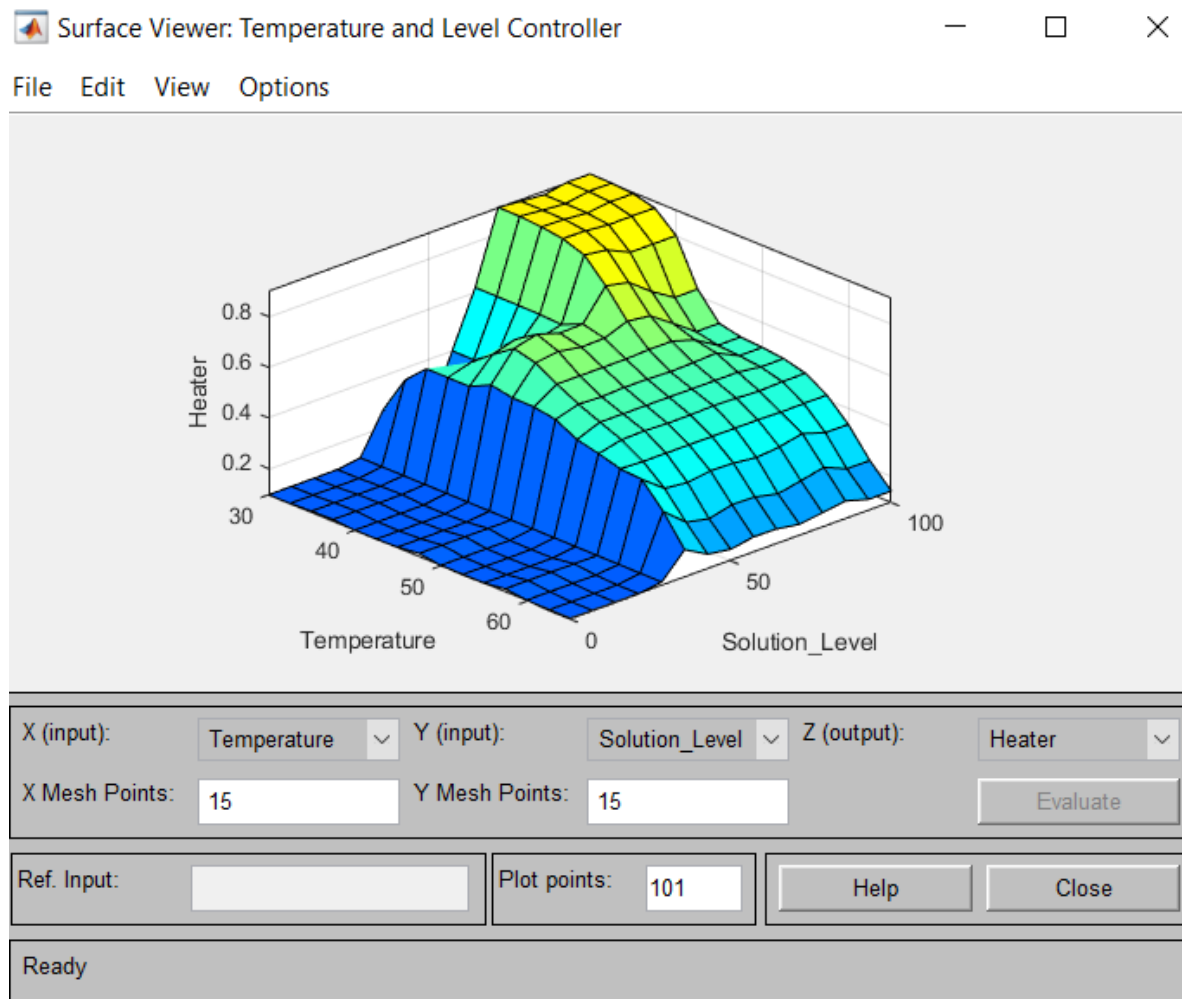 Surface Viewer: Temperature and Level Controller
File Edit View Options
0.8
0.6
0.4
0.2
Heater
30
40
50
60
Temperature
0
50
100
Solution_Level
X (input): Temperature Y (input): Solution_Level Z (output): Heater
X Mesh Points: 15 Y Mesh Points: 15 Evaluate
Ref. Input: Plot points: 101 Help Close
Ready